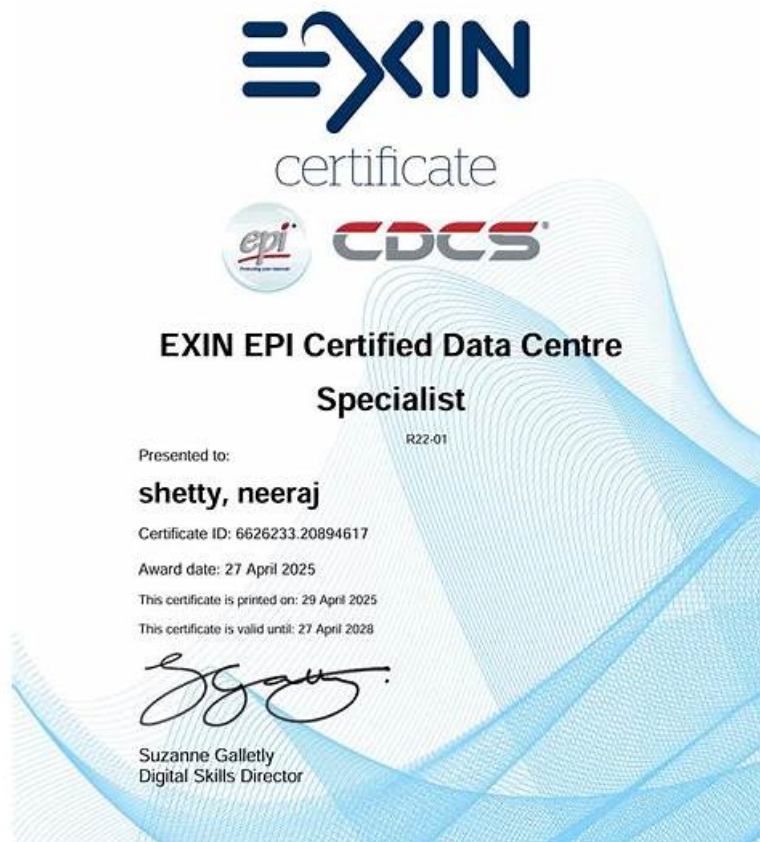 EXIN
certificate
epi
CDCS®
EXIN EPI Certified Data Centre
Specialist
R22-01
Presented to:
shetty, neeraj
Certificate ID: 6626233.20894617
Award date: 27 April 2025
This certificate is printed on: 29 April 2025
This certificate is valid until: 27 April 2028
Suzanne Galletly
Digital Skills Director